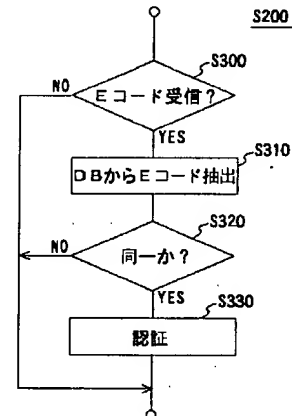 S200
S300
NO
Eコード受信?
YES
S310
DBからEコード抽出
S320
NO
同一か?
YES
S330
認証